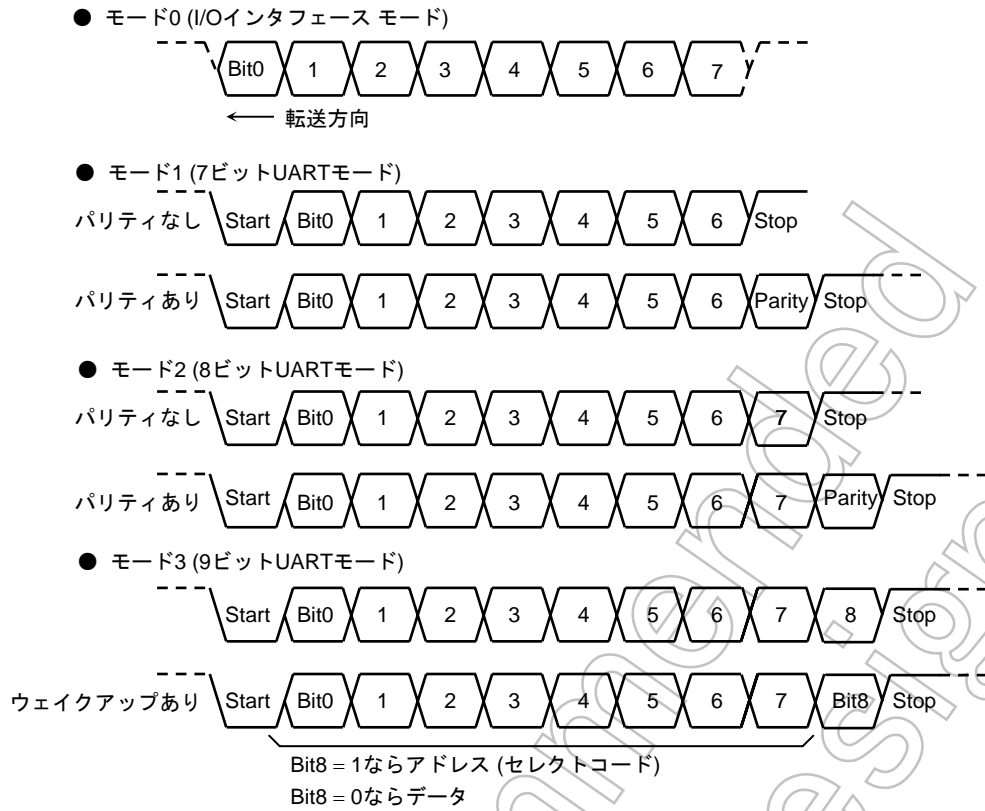 ● モード0 (I/Oインタフェース モード)
Bit0 1 2 3 4 5 6 7
← 転送方向
● モード1 (7ビットUARTモード)
パリティなし Start Bit0 1 2 3 4 5 6 Stop
パリティあり Start Bit0 1 2 3 4 5 6 Parity Stop
● モード2 (8ビットUARTモード)
パリティなし Start Bit0 1 2 3 4 5 6 7 Stop
パリティあり Start Bit0 1 2 3 4 5 6 7 Parity Stop
● モード3 (9ビットUARTモード)
Start Bit0 1 2 3 4 5 6 7 8 Stop
ウェイクアップあり Start Bit0 1 2 3 4 5 6 7 Bit8 Stop
Bit8 = 1ならアドレス (セレクトコード)
Bit8 = 0ならデータ